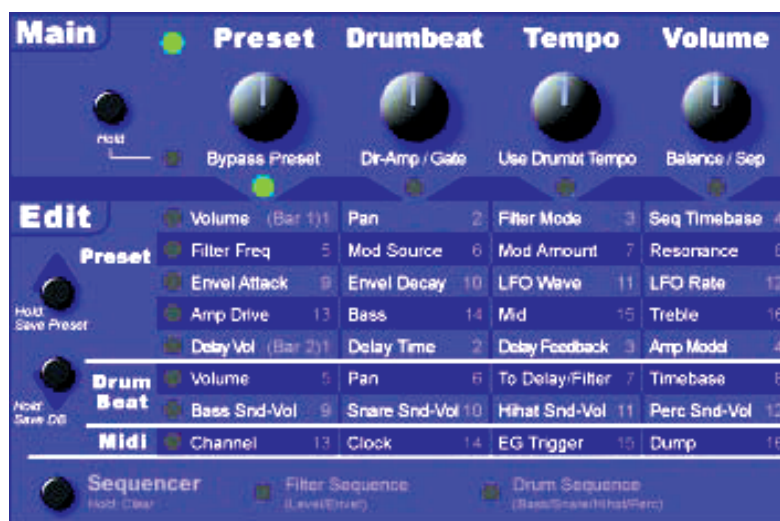 Main
Preset Drumbeat Tempo Volume
Hold
Bypass Preset Dir-Amp / Gate Use Drumbt Tempo Balance / Sep
Edit
Volume (Bar 1)1 Pan 2 Filter Mode 3 Seq Timebase
Preset
Filter Freq 5 Mod Source 6 Mod Amount 7 Resonance
Envel Attack 9 Envel Decay 10 LFO Wave 11 LFO Rate
Hold:
Save Preset
Amp Drive 13 Bass 14 Mid 15 Treble 16
Delay Vol (Bar 2)1 Delay Time 2 Delay Feedback 3 Amp Model
Drum
Beat
Volume 5 Pan 6 To Delay/Filter 7 Timebase
Hold:
Save DB
Bass Snd-Vol 9 Snare Snd-Vol 10 Hihat Snd-Vol 11 Perc Snd-Vol
Midi Channel 13 Clock 14 EG Trigger 15 Dump 16
Sequencer
Hold: Clear
Filter Sequence
(Level/Envel)
Drum Sequence
(Bass/Snare/Hihat/Perc)